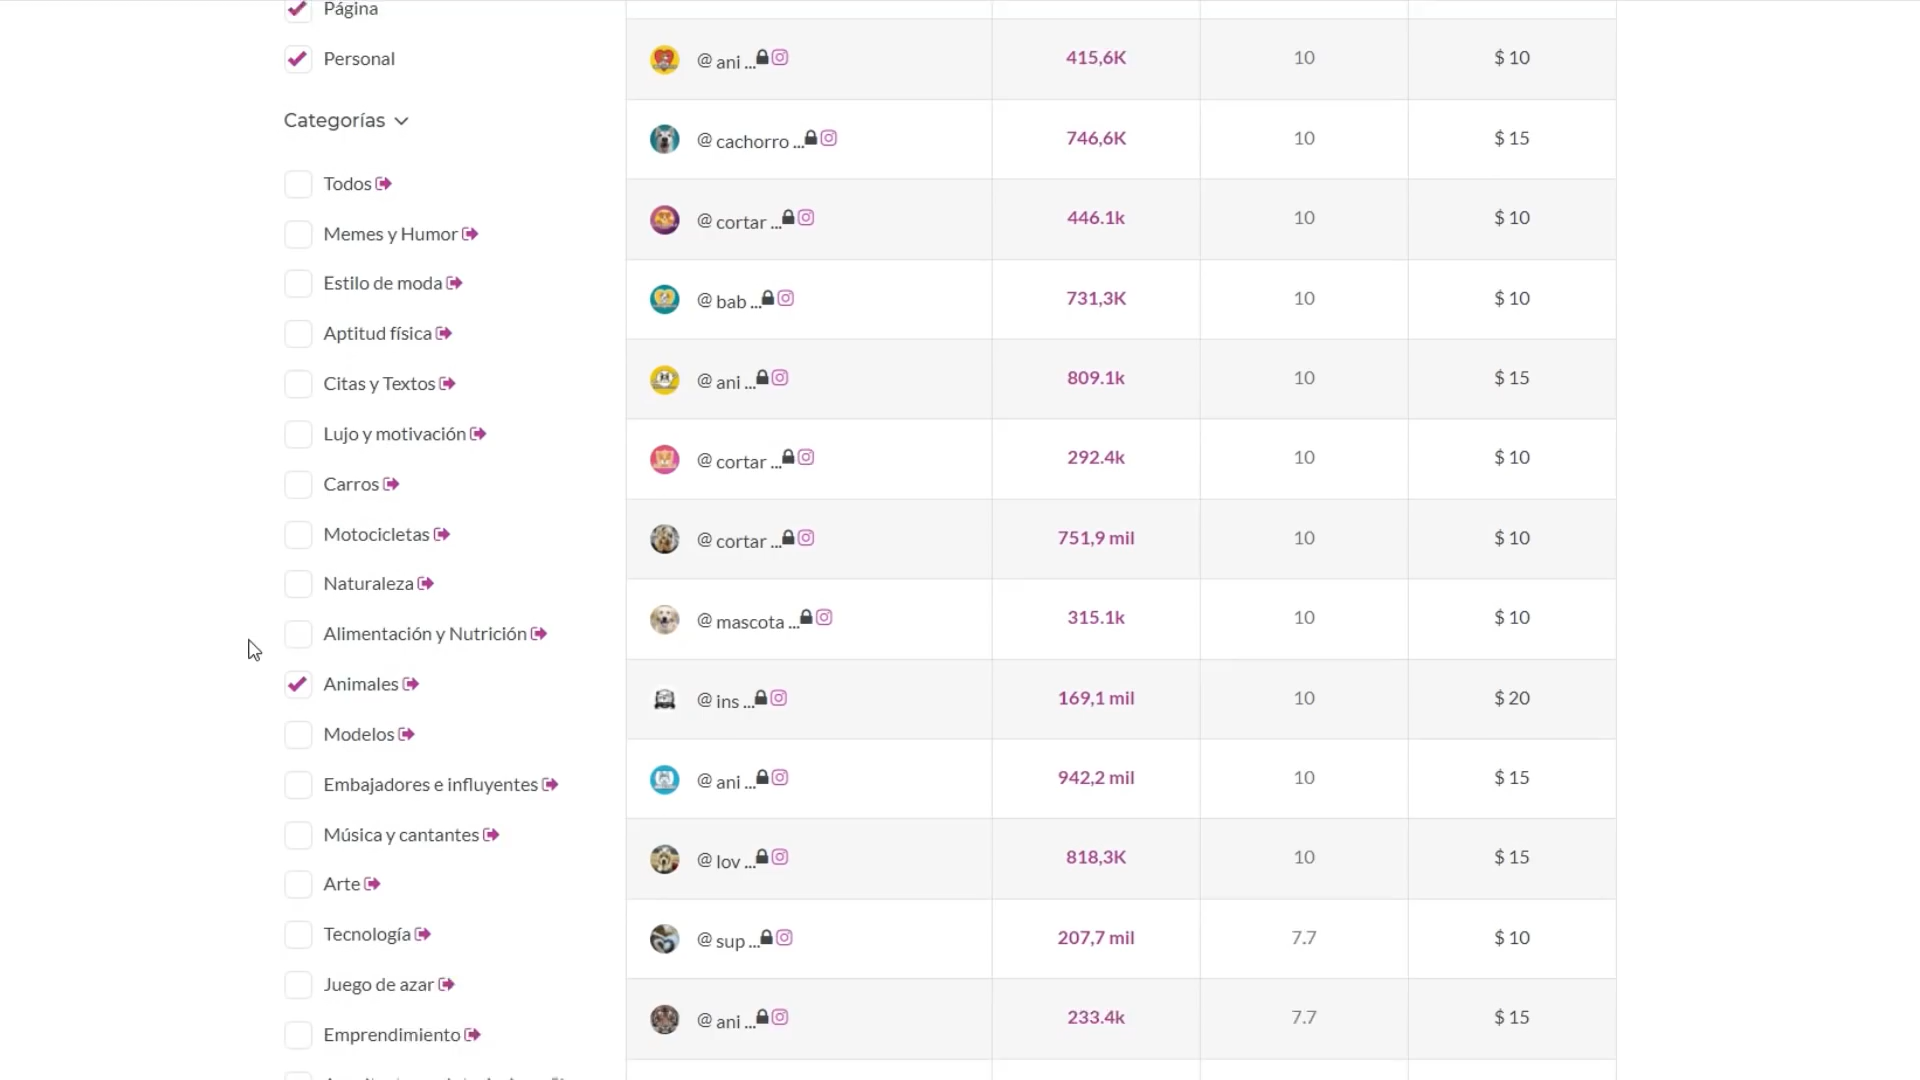 Página
Personal
Categorías
Todos
Memes y Humor
Estilo de moda
Aptitud física
Citas y Textos
Lujo y motivación
Carros
Motocicletas
Naturaleza
Alimentación y Nutrición
Animales
Modelos
Embajadores e influyentes
Música y cantantes
Arte
Tecnología
Juego de azar
Emprendimiento
@ ani ... 415,6K 10 $ 10
@ cachorro ... 746,6K 10 $ 15
@ cortar ... 446.1k 10 $ 10
@ bab ... 731,3K 10 $ 10
@ ani ... 809.1k 10 $ 15
@ cortar ... 292.4k 10 $ 10
@ cortar ... 751,9 mil 10 $ 10
@ mascota ... 315.1k 10 $ 10
@ ins ... 169,1 mil 10 $ 20
@ ani ... 942,2 mil 10 $ 15
@ lov ... 818,3K 10 $ 15
@ sup ... 207,7 mil 7.7 $ 10
@ ani ... 233.4k 7.7 $ 15